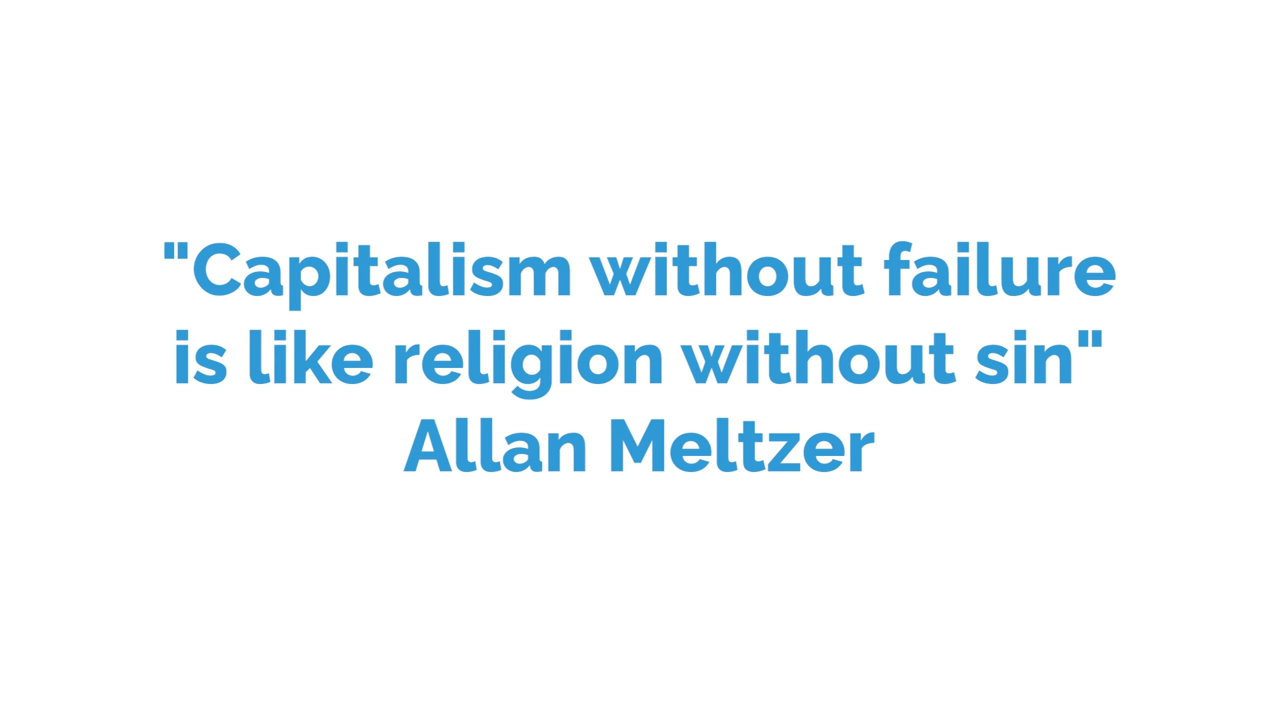 "Capitalism without failure
is like religion without sin"
Allan Meltzer